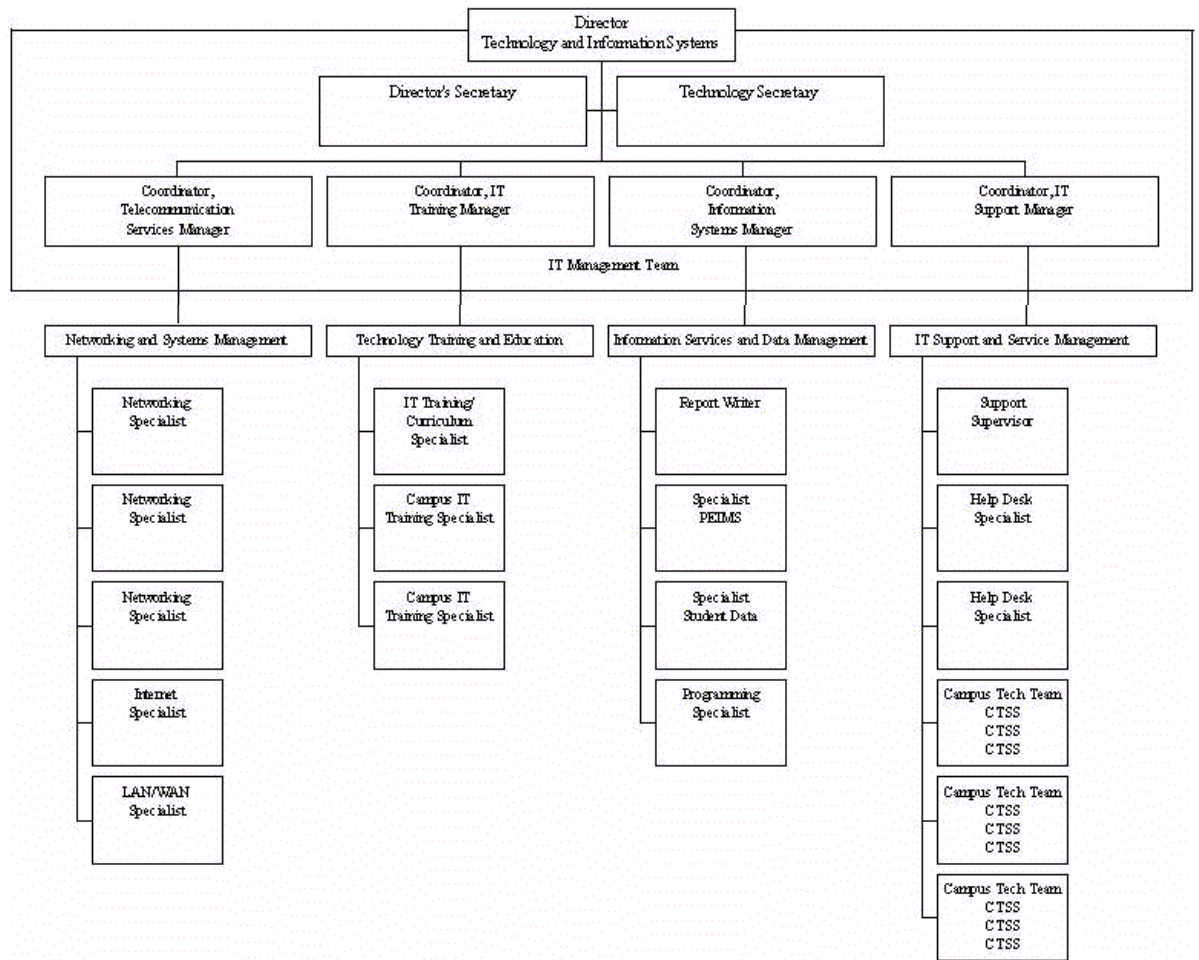 Director
Technology and Information Systems
Director's Secretary
Technology Secretary
Coordinator,
Telecommunication
Services Manager
Coordinator, IT
Training Manager
Coordinator,
Information
Systems Manager
Coordinator, IT
Support Manager
IT Management Team
Networking and Systems Management
Networking
Specialist
Networking
Specialist
Networking
Specialist
Internet
Specialist
LAN/WAN
Specialist
Technology Training and Education
IT Training/
Curriculum
Specialist
Campus IT
Training Specialist
Campus IT
Training Specialist
Information Services and Data Management
Report Writer
Specialist
PEIMS
Specialist
Student Data
Programming
Specialist
IT Support and Service Management
Support
Supervisor
Help Desk
Specialist
Help Desk
Specialist
Campus Tech Team
CTSS
CTSS
CTSS
Campus Tech Team
CTSS
CTSS
CTSS
Campus Tech Team
CTSS
CTSS
CTSS